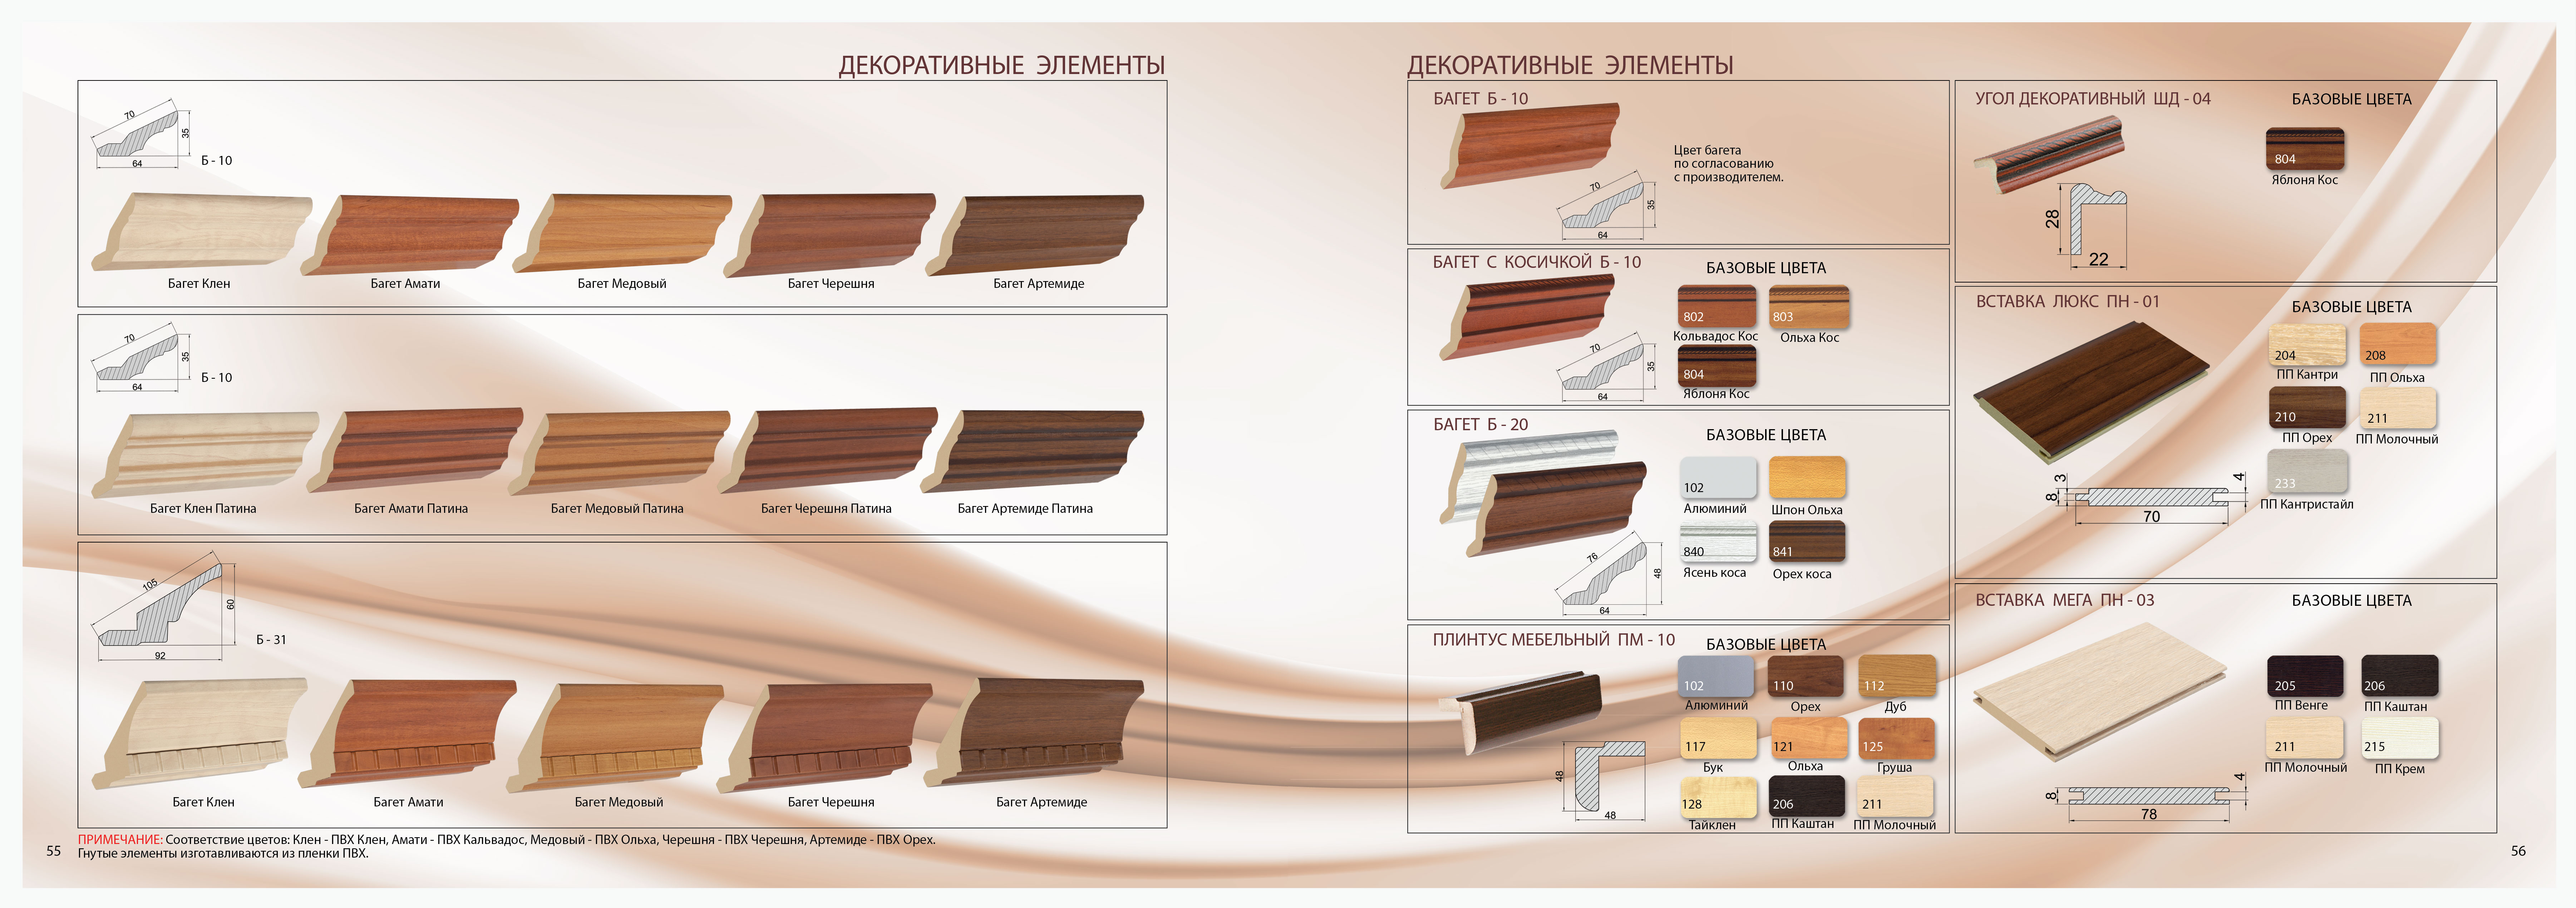 ДЕКОРАТИВНЫЕ ЭЛЕМЕНТЫ
70
35
64
Б - 10
Багет Клен
Багет Амати
Багет Медовый
Багет Черешня
Багет Артемиде
70
35
64
Б - 10
Багет Клен Патина
Багет Амати Патина
Багет Медовый Патина
Багет Черешня Патина
Багет Артемиде Патина
105
60
92
Б - 31
Багет Клен
Багет Амати
Багет Медовый
Багет Черешня
Багет Артемиде
ПРИМЕЧАНИЕ: Соответствие цветов: Клен - ПВХ Клен, Амати - ПВХ Кальвадос, Медовый - ПВХ Ольха, Черешня - ПВХ Черешня, Артемиде - ПВХ Орех.
Гнутые элементы изготавливаются из пленки ПВХ.
55
ДЕКОРАТИВНЫЕ ЭЛЕМЕНТЫ
БАГЕТ Б - 10
Цвет багета
по согласованию
с производителем.
70
35
64
БАГЕТ С КОСИЧКОЙ Б - 10
БАЗОВЫЕ ЦВЕТА
802
803
Кольвадос Кос
Ольха Кос
804
Яблоня Кос
70
35
64
БАГЕТ Б - 20
БАЗОВЫЕ ЦВЕТА
102
Алюминий
Шпон Ольха
840
841
Ясень коса
Орех коса
76
48
64
ПЛИНТУС МЕБЕЛЬНЫЙ ПМ - 10
БАЗОВЫЕ ЦВЕТА
102
110
112
Алюминий
Орех
Дуб
117
121
125
Бук
Ольха
Груша
128
206
211
Тайклен
ПП Каштан
ПП Молочный
48
48
УГОЛ ДЕКОРАТИВНЫЙ ШД - 04
БАЗОВЫЕ ЦВЕТА
804
Яблоня Кос
28
22
ВСТАВКА ЛЮКС ПН - 01
БАЗОВЫЕ ЦВЕТА
204
208
ПП Кантри
ПП Ольха
210
211
ПП Орех
ПП Молочный
233
ПП Кантристайл
3
8
4
70
ВСТАВКА МЕГА ПН - 03
БАЗОВЫЕ ЦВЕТА
205
206
ПП Венге
ПП Каштан
211
215
ПП Молочный
ПП Крем
8
4
78
56